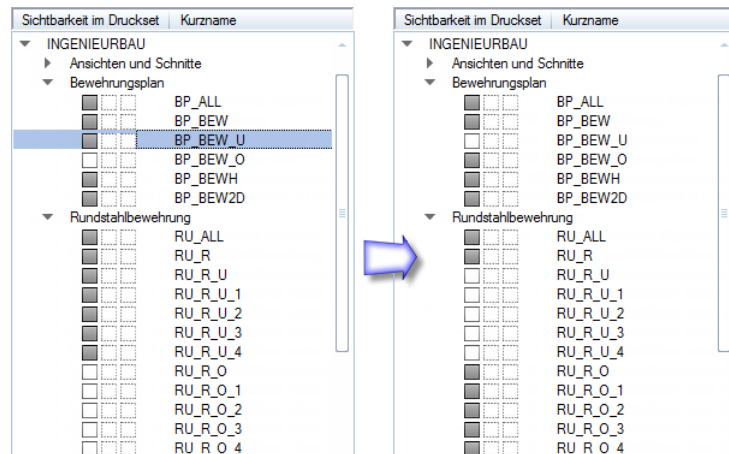 Sichtbarkeit im Druckset Kurzname
INGENIEURBAU
Ansichten und Schnitte
Bewehrungsplan
BP_ALL
BP_BEW
BP_BEW_U
BP_BEW_O
BP_BEWH
BP_BEW2D
Rundstahlbewehrung
RU_ALL
RU_R
RU_R_U
RU_R_U_1
RU_R_U_2
RU_R_U_3
RU_R_U_4
RU_R_O
RU_R_O_1
RU_R_O_2
RU_R_O_3
RU_R_O_4
Sichtbarkeit im Druckset Kurzname
INGENIEURBAU
Ansichten und Schnitte
Bewehrungsplan
BP_ALL
BP_BEW
BP_BEW_U
BP_BEW_O
BP_BEWH
BP_BEW2D
Rundstahlbewehrung
RU_ALL
RU_R
RU_R_U
RU_R_U_1
RU_R_U_2
RU_R_U_3
RU_R_U_4
RU_R_O
RU_R_O_1
RU_R_O_2
RU_R_O_3
RU_R_O_4